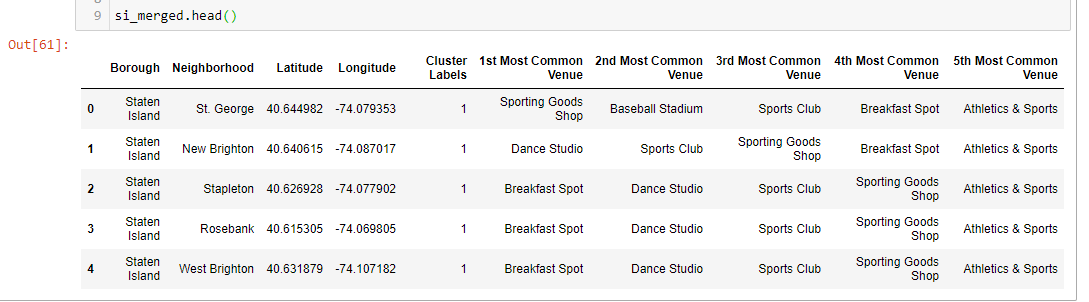 9 si_merged.head()
Out[61]:
Borough Neighborhood Latitude Longitude Cluster Labels 1st Most Common Venue 2nd Most Common Venue 3rd Most Common Venue 4th Most Common Venue 5th Most Common Venue
0 Staten Island St. George 40.644982 -74.079353 1 Sporting Goods Shop Baseball Stadium Sports Club Breakfast Spot Athletics & Sports
1 Staten Island New Brighton 40.640615 -74.087017 1 Dance Studio Sports Club Sporting Goods Shop Breakfast Spot Athletics & Sports
2 Staten Island Stapleton 40.626928 -74.077902 1 Breakfast Spot Dance Studio Sports Club Sporting Goods Shop Athletics & Sports
3 Staten Island Rosebank 40.615305 -74.069805 1 Breakfast Spot Dance Studio Sports Club Sporting Goods Shop Athletics & Sports
4 Staten Island West Brighton 40.631879 -74.107182 1 Breakfast Spot Dance Studio Sports Club Sporting Goods Shop Athletics & Sports